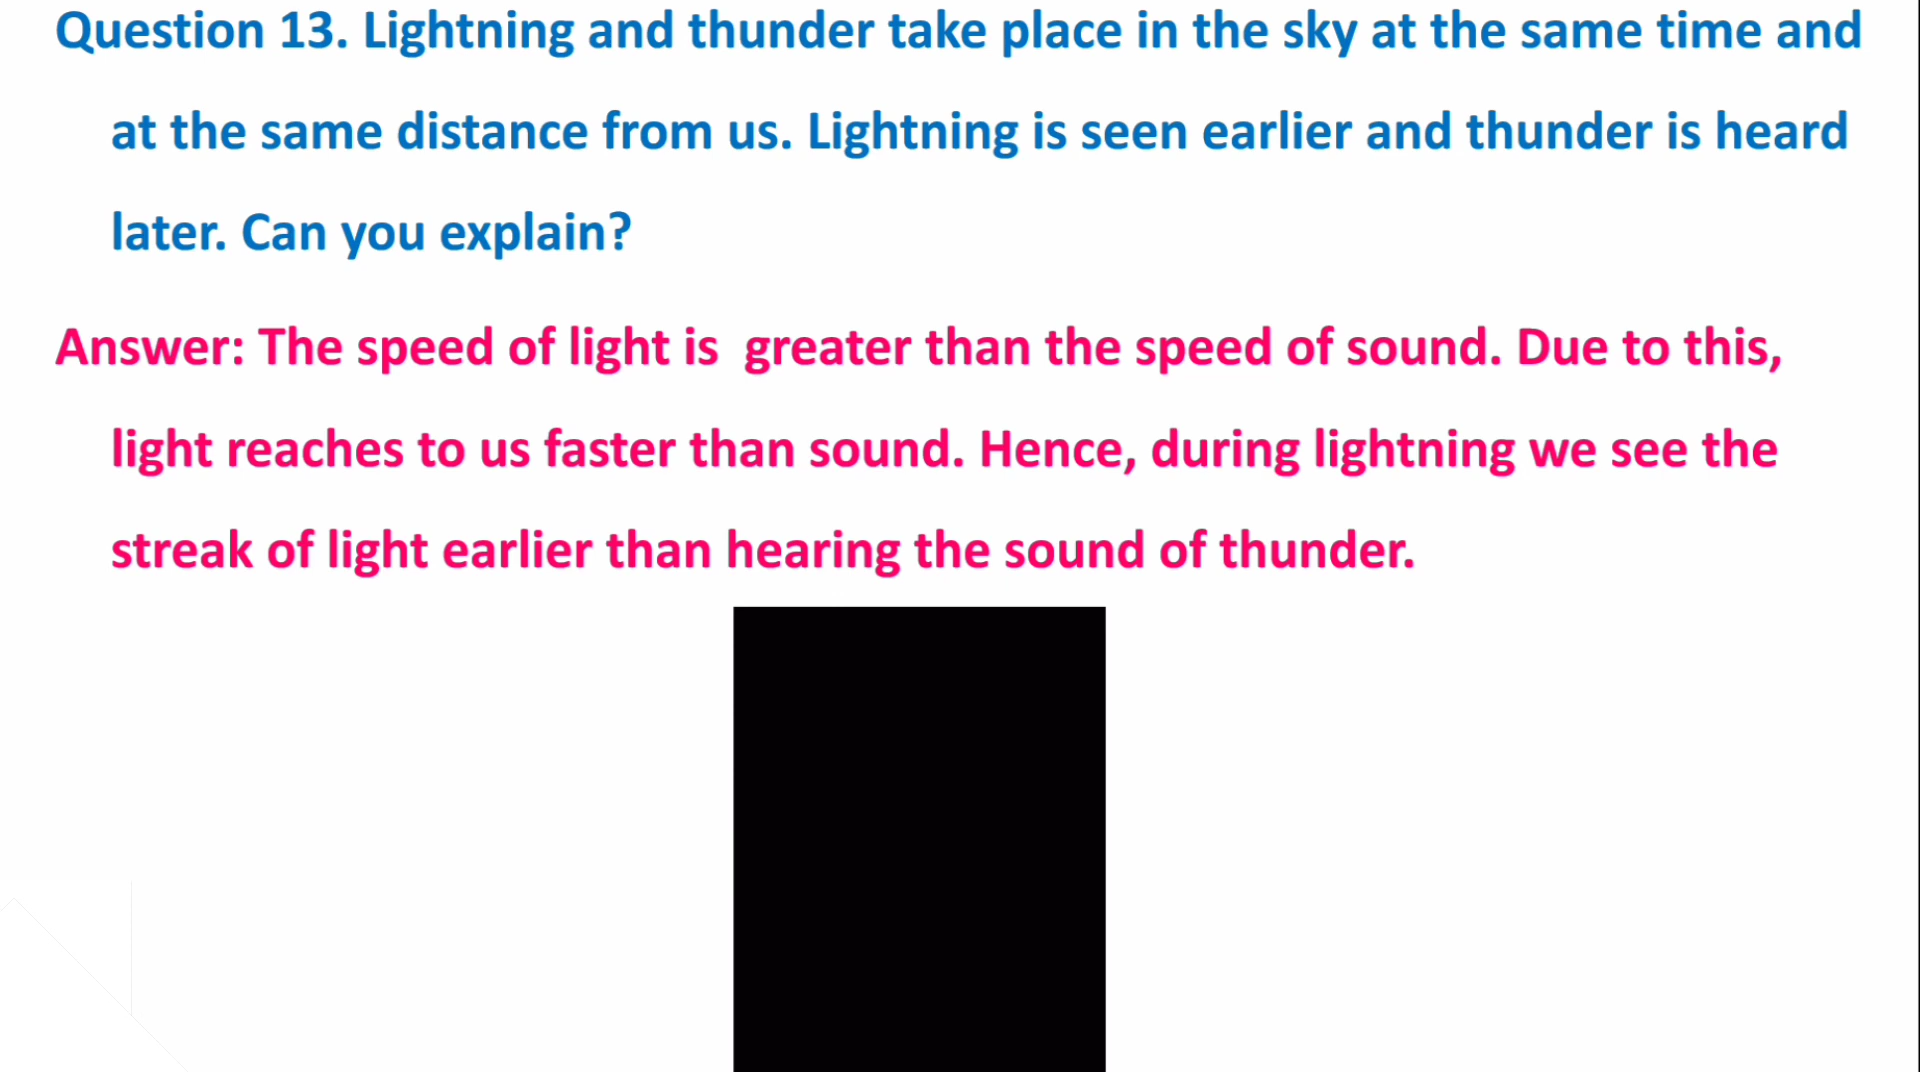 Question 13. Lightning and thunder take place in the sky at the same time and
at the same distance from us. Lightning is seen earlier and thunder is heard
later. Can you explain?
Answer: The speed of light is  greater than the speed of sound. Due to this,
light reaches to us faster than sound. Hence, during lightning we see the
streak of light earlier than hearing the sound of thunder.